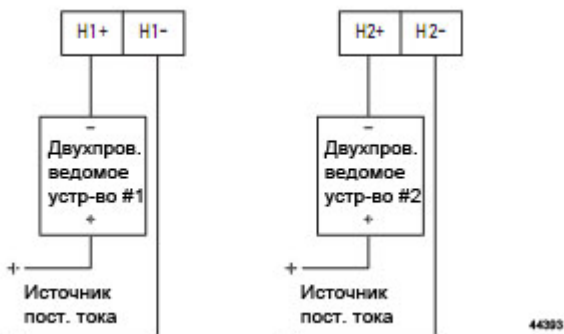 H1+ H1-
H2+ H2-
−
Двухпров.
ведомое
устр-во #1
+
−
Двухпров.
ведомое
устр-во #2
+
+
Источник
пост. тока
+
Источник
пост. тока
44393